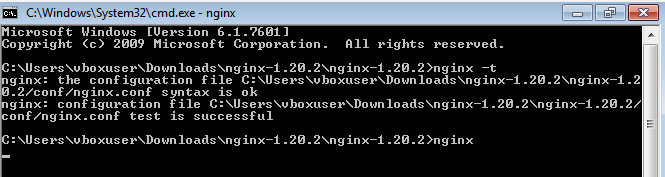 C:\Windows\System32\cmd.exe - nginx
Microsoft Windows [Version 6.1.7601]
Copyright (c) 2009 Microsoft Corporation.  All rights reserved.
C:\Users\vboxuser\Downloads\nginx-1.20.2\nginx-1.20.2>nginx -t
nginx: the configuration file C:\Users\vboxuser\Downloads\nginx-1.20.2\nginx-1.2
0.2/conf/nginx.conf syntax is ok
nginx: configuration file C:\Users\vboxuser\Downloads\nginx-1.20.2\nginx-1.20.2/
conf/nginx.conf test is successful
C:\Users\vboxuser\Downloads\nginx-1.20.2\nginx-1.20.2>nginx